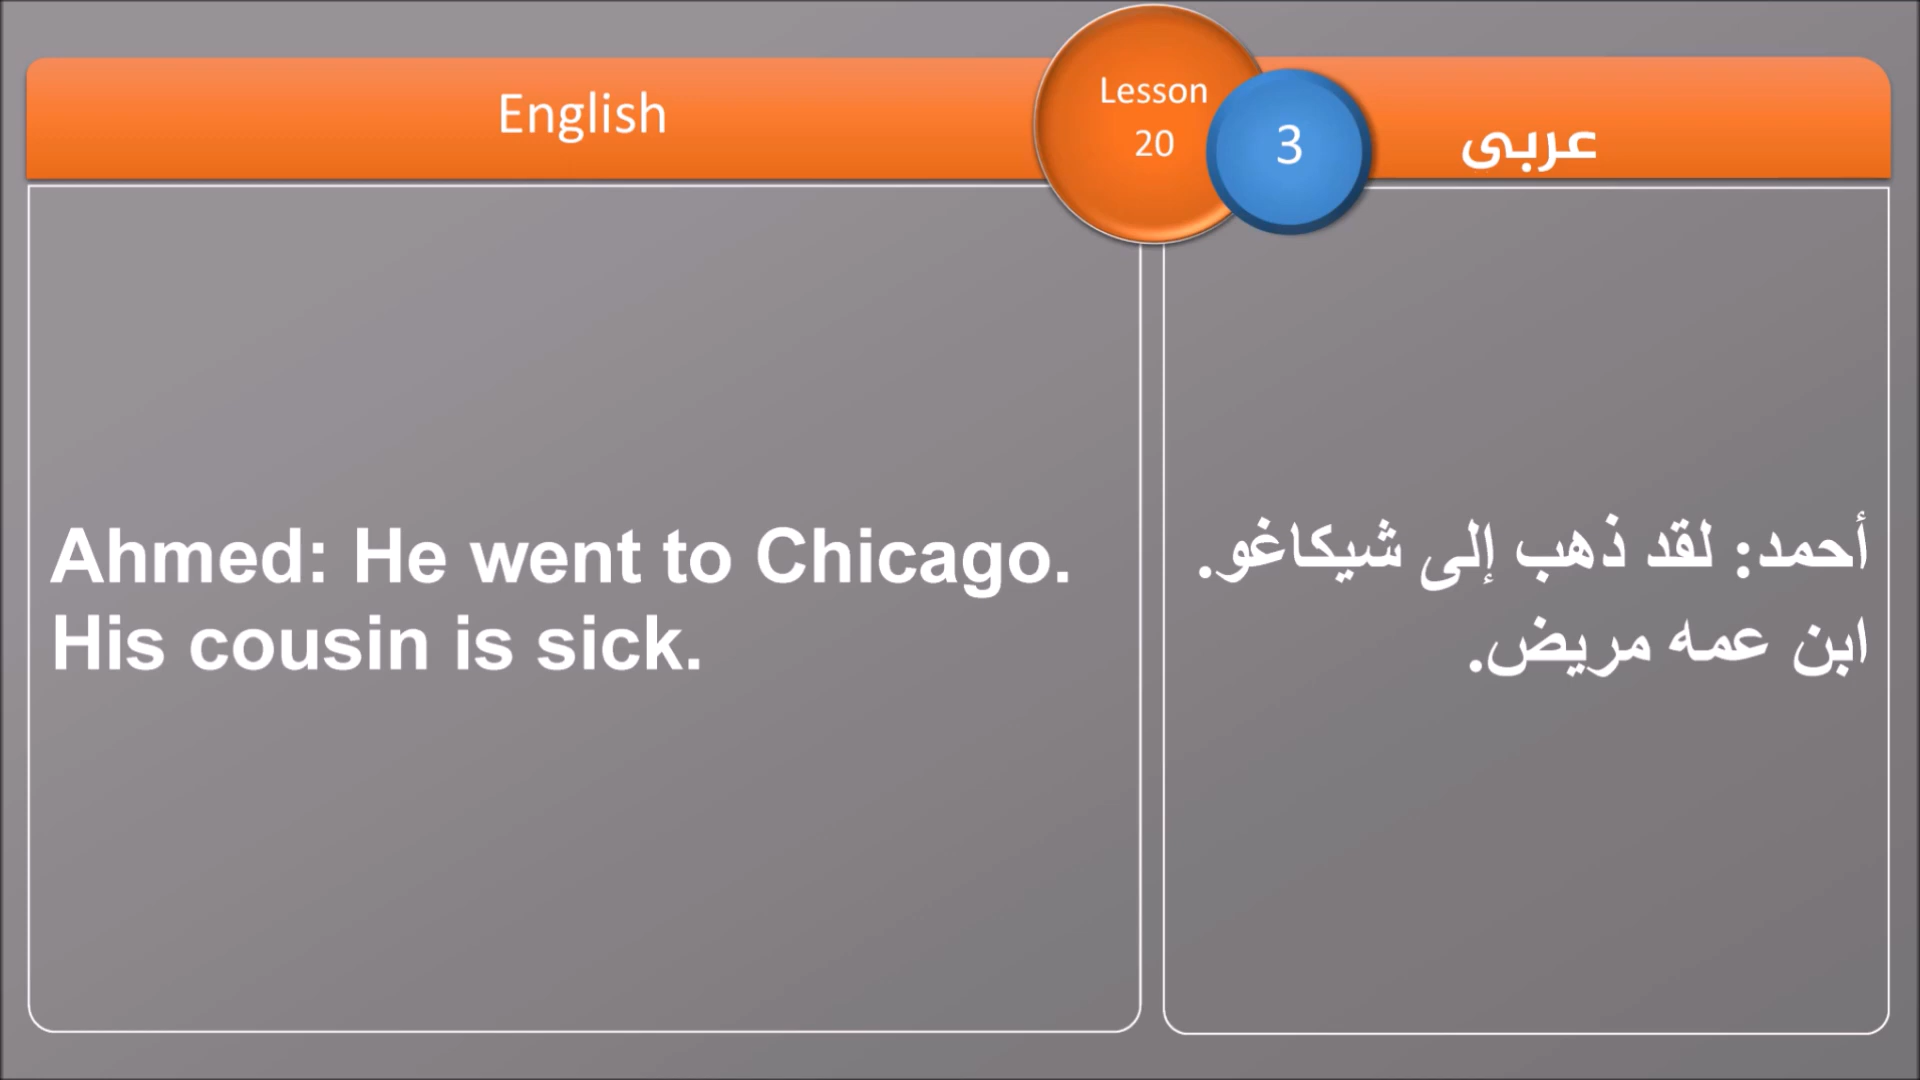 English
Lesson
20
3
عربى
Ahmed: He went to Chicago.
His cousin is sick.
أحمد: لقد ذهب إلى شيكاغو.
ابن عمه مريض.